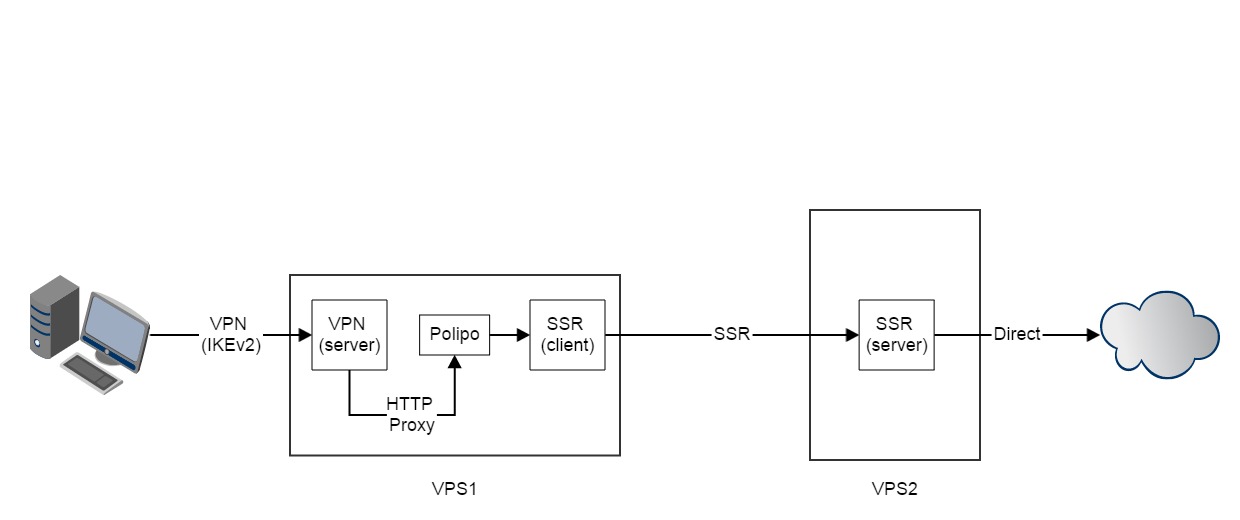 VPN
(IKEv2)
VPN
(server)
HTTP
Proxy
Polipo
SSR
(client)
SSR
SSR
(server)
Direct
VPS1
VPS2